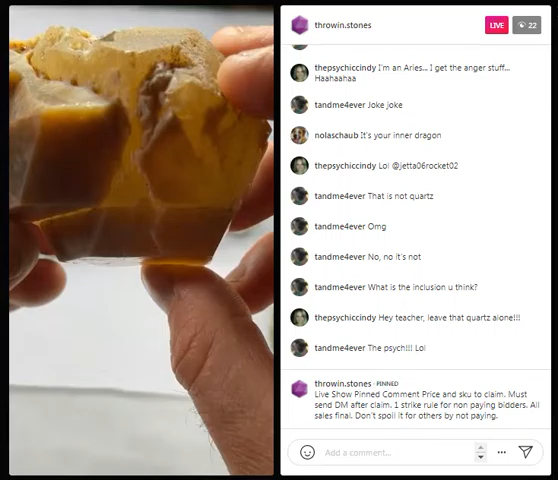 throwin.stones
LIVE
22
thepsychiccindy I'm an Aries... I get the anger stuff...
Haahaahaa
tandme4ever Joke joke
nolaschaub It's your inner dragon
thepsychiccindy Lol @jetta06rocket02
tandme4ever That is not quartz
tandme4ever Omg
tandme4ever No, no it's not
tandme4ever What is the inclusion u think?
thepsychiccindy Hey teacher, leave that quartz alone!!!
tandme4ever The psych!!! Lol
throwin.stones · PINNED
Live Show Pinned Comment Price and sku to claim. Must
send DM after claim. 1 strike rule for non paying bidders. All
sales final. Don't spoil it for others by not paying.
Add a comment...